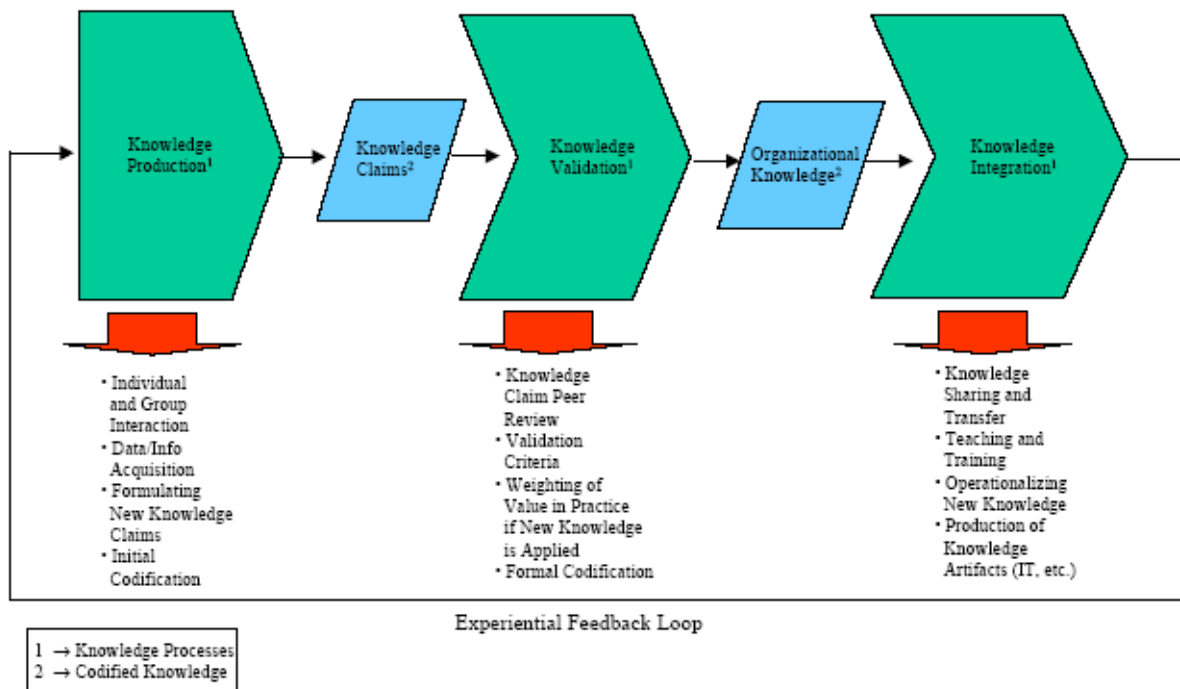 Knowledge
Production¹
Knowledge
Claims²
Knowledge
Validation¹
Organizational
Knowledge²
Knowledge
Integration¹
• Individual
and Group
Interaction
• Data/Info
Acquisition
• Formulating
New Knowledge
Claims
• Initial
Codification
• Knowledge
Claim Peer
Review
• Validation
Criteria
• Weighting of
Value in Practice
if New Knowledge
is Applied
• Formal Codification
• Knowledge
Sharing and
Transfer
• Teaching and
Training
• Operationalizing
New Knowledge
• Production of
Knowledge
Artifacts (IT, etc.)
Experiential Feedback Loop
1 → Knowledge Processes
2 → Codified Knowledge